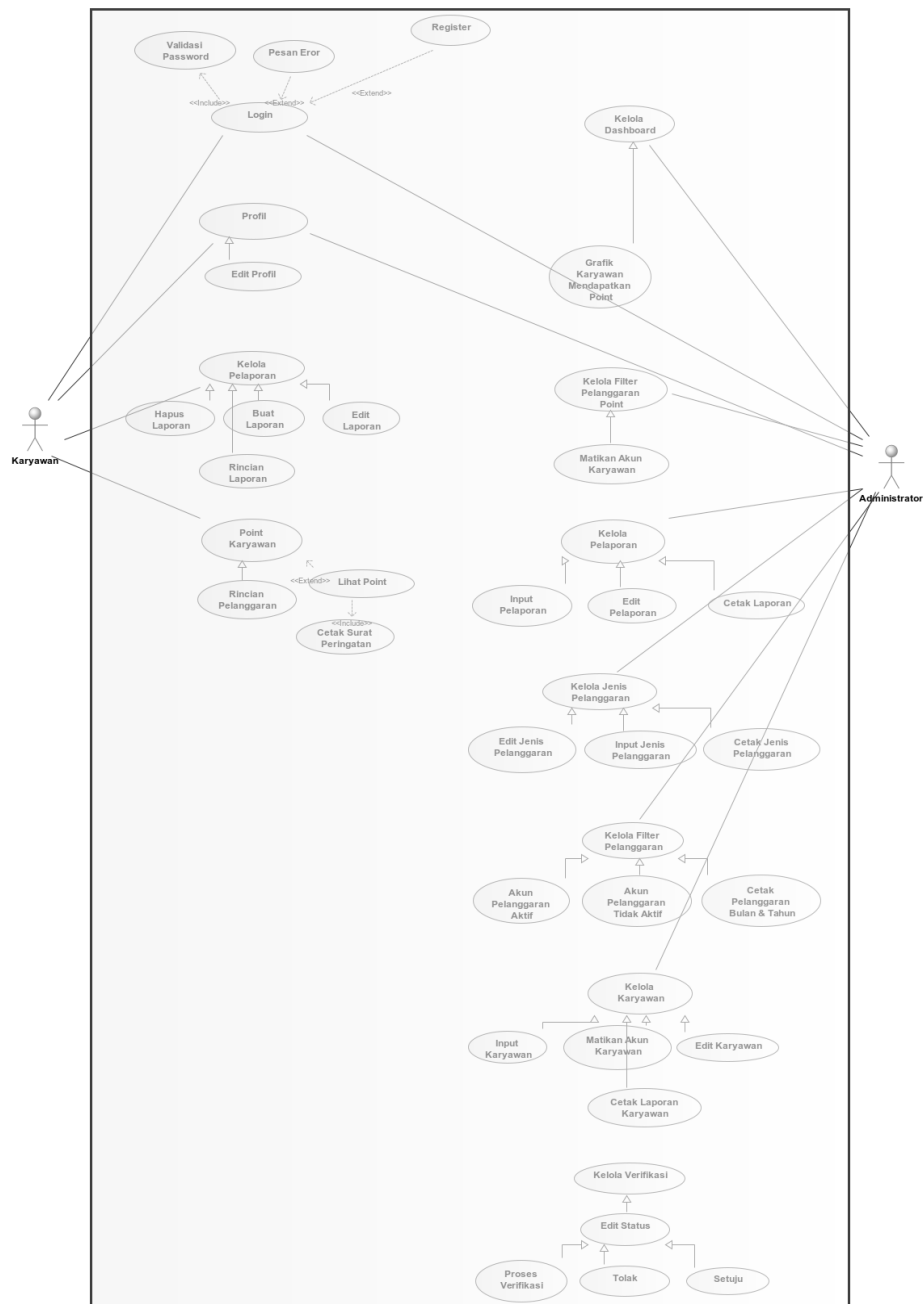 Register
Validasi
Password
Pesan Eror
<<Include>>
<<Extend>>
<<Extend>>
Login
Kelola
Dashboard
Profil
Edit Profil
Grafik
Karyawan
Mendapatkan
Point
Kelola
Pelaporan
Hapus
Laporan
Buat
Laporan
Edit
Laporan
Rincian
Laporan
Kelola Filter
Pelanggaran
Point
Matikan Akun
Karyawan
Karyawan
Administrator
Point
Karyawan
<<Extend>>
Lihat Point
Rincian
Pelanggaran
<<Include>>
Cetak Surat
Peringatan
Kelola
Pelaporan
Input
Pelaporan
Edit
Pelaporan
Cetak Laporan
Kelola Jenis
Pelanggaran
Edit Jenis
Pelanggaran
Input Jenis
Pelanggaran
Cetak Jenis
Pelanggaran
Kelola Filter
Pelanggaran
Akun
Pelanggaran
Aktif
Akun
Pelanggaran
Tidak Aktif
Cetak
Pelanggaran
Bulan & Tahun
Kelola
Karyawan
Input
Karyawan
Matikan Akun
Karyawan
Edit Karyawan
Cetak Laporan
Karyawan
Kelola Verifikasi
Edit Status
Proses
Verifikasi
Tolak
Setuju